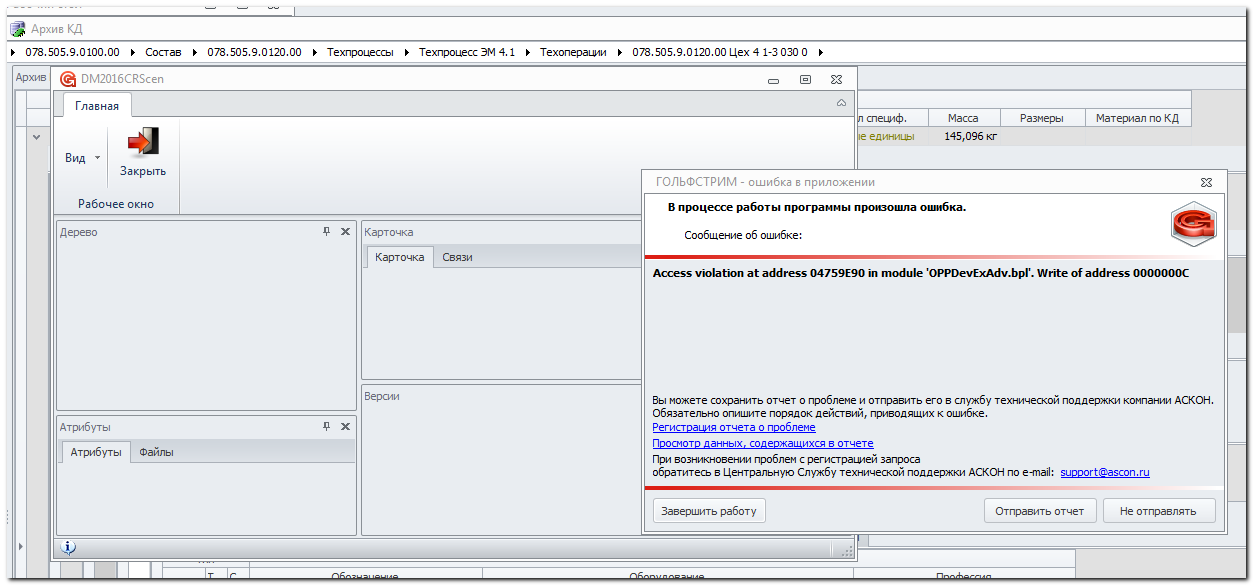 Архив КД
078.505.9.0100.00 Состав 078.505.9.0120.00 Техпроцессы Техпроцесс ЭМ 4.1 Техоперации 078.505.9.0120.00 Цех 4 1-3 030 0
Архив
DM2016CRScen
Главная
л специф. Масса Размеры Материал по КД
ые единицы 145,096 кг
Вид
Закрыть
Рабочее окно
ГОЛЬФСТРИМ - ошибка в приложении
В процессе работы программы произошла ошибка.
Сообщение об ошибке:
Дерево
Карточка
Карточка Связи
Access violation at address 04759E90 in module 'OPPDevExAdv.bpl'. Write of address 0000000C
Версии
Вы можете сохранить отчет о проблеме и отправить его в службу технической поддержки компании АСКОН.
Обязательно опишите порядок действий, приводящих к ошибке.
Регистрация отчета о проблеме
Просмотр данных, содержащихся в отчете
При возникновении проблем с регистрацией запроса
обратитесь в Центральную Службу технической поддержки АСКОН по e-mail: support@ascon.ru
Атрибуты
Атрибуты Файлы
Завершить работу Отправить отчет Не отправлять
Т С Обозначение Оборудование Профессия